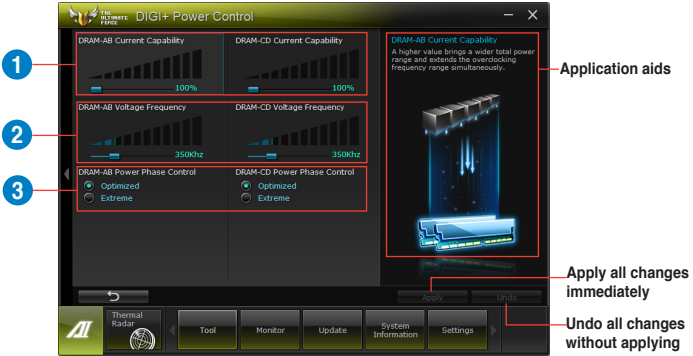 THE
ULTIMATE
FORCE
DIGI+ Power Control
DRAM-AB Current Capability
100%
DRAM-CD Current Capability
100%
DRAM-AB Voltage Frequency
350Khz
DRAM-CD Voltage Frequency
350Khz
DRAM-AB Power Phase Control
Optimized
Extreme
DRAM-CD Power Phase Control
Optimized
Extreme
DRAM-AB Current Capability
A higher value brings a wider total power
range and extends the overclocking
frequency range simultaneously.
Apply
Undo
AI
Thermal
Radar
Tool
Monitor
Update
System
Information
Settings
1
2
3
Application aids
Apply all changes
immediately
Undo all changes
without applying